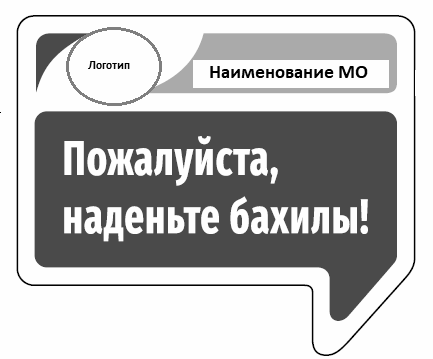 Логотип
Наименование МО
Пожалуйста,
наденьте бахилы!